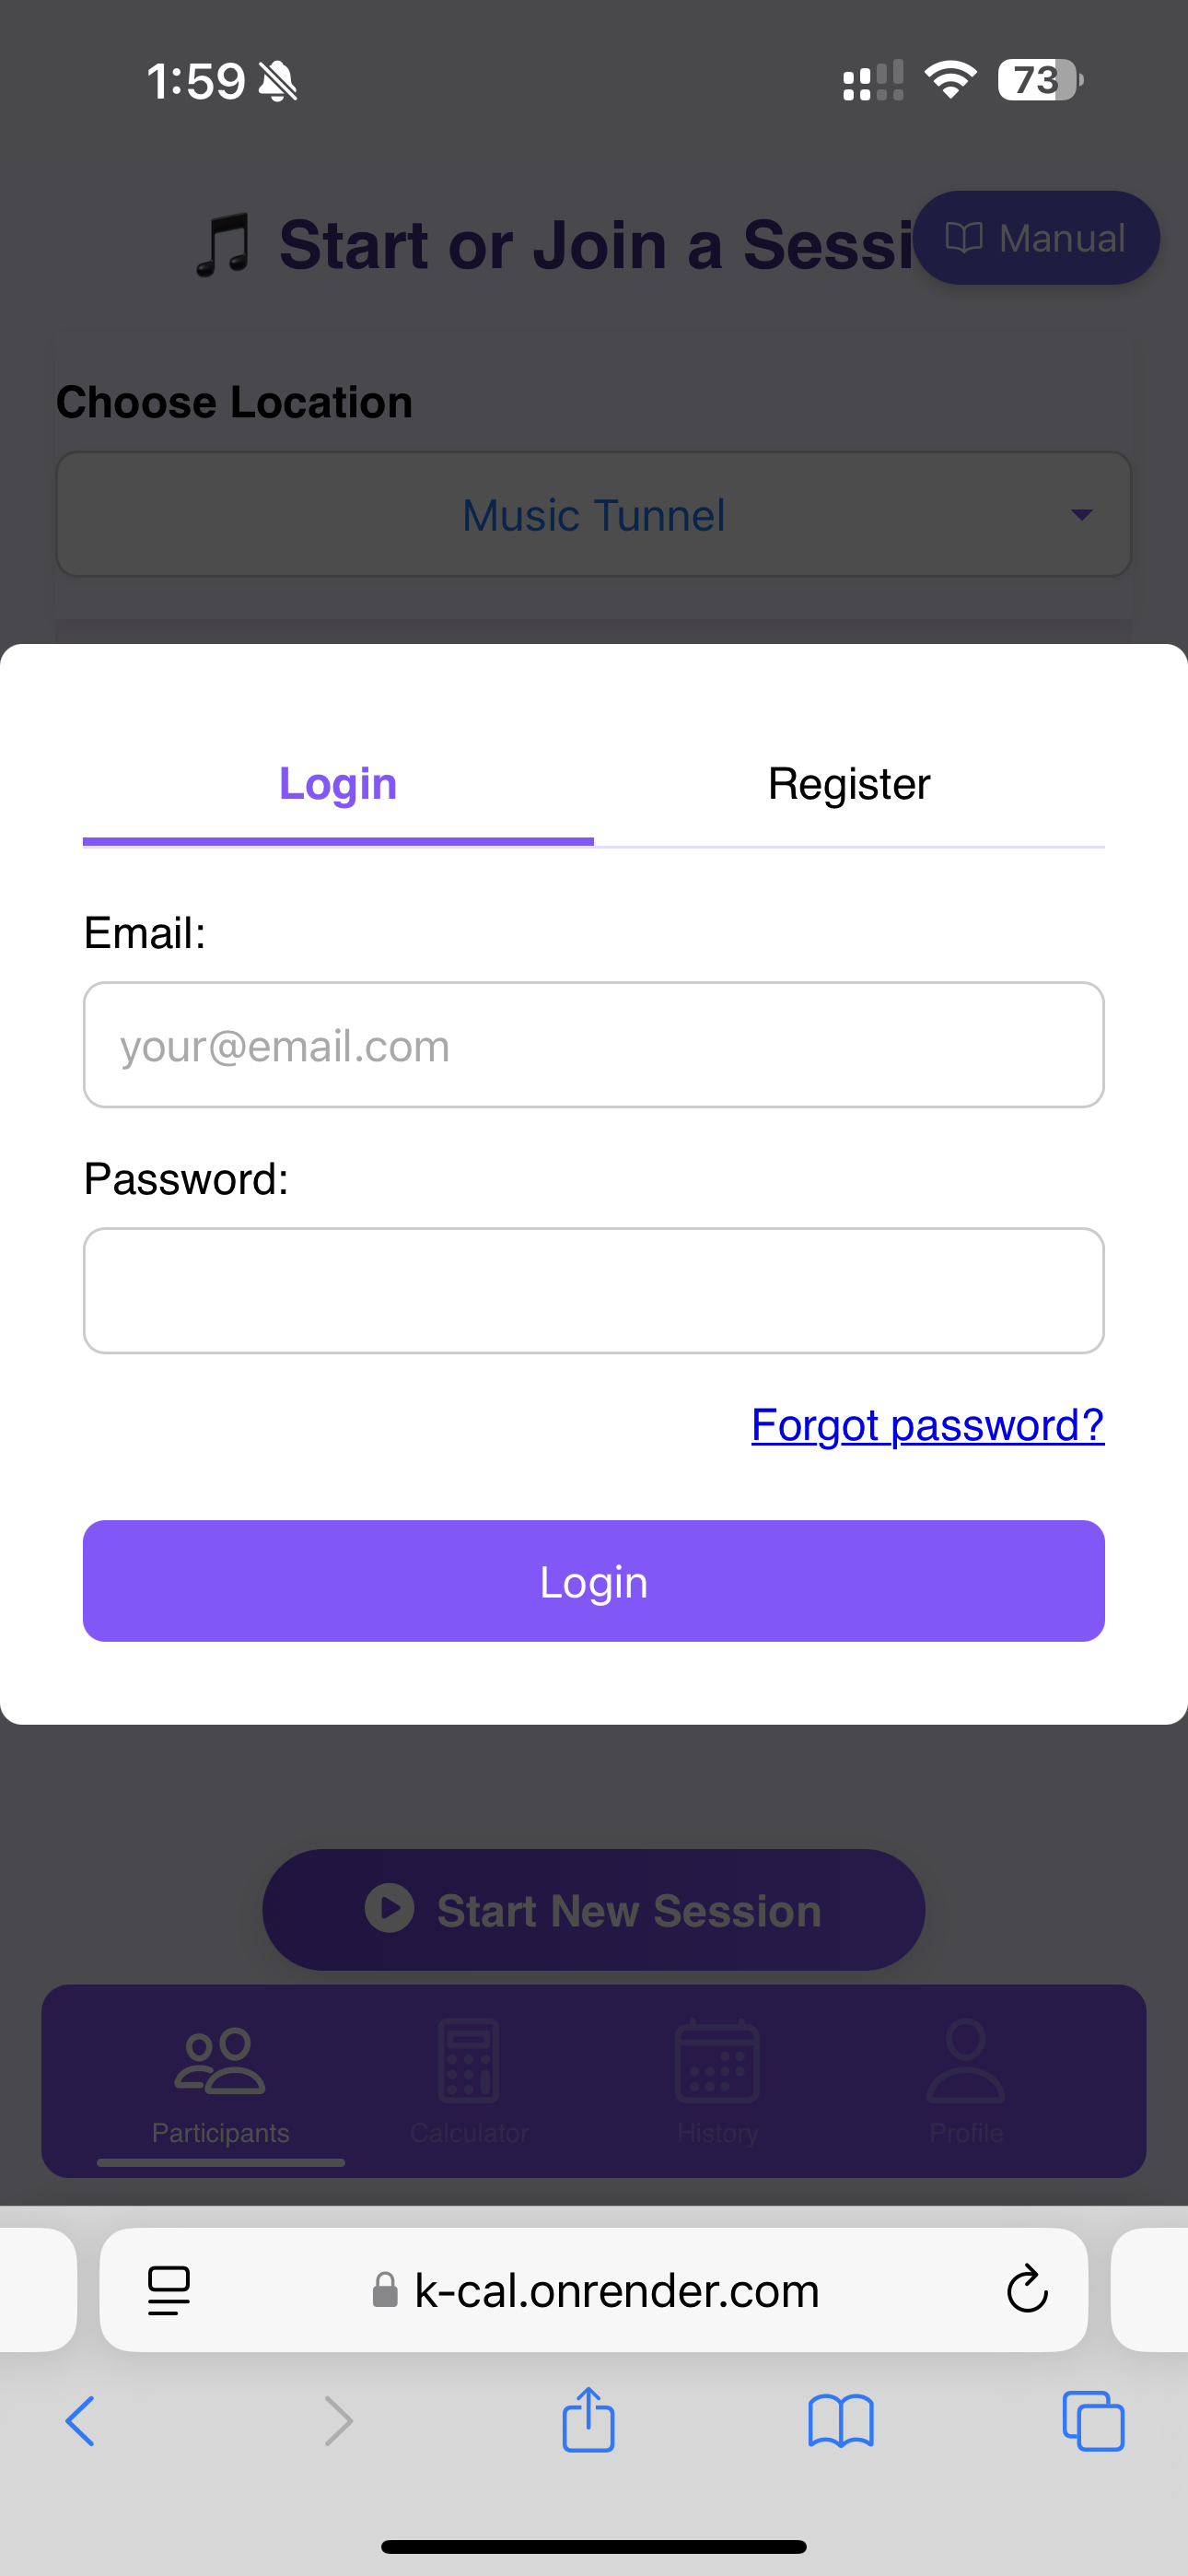 1:59
73
🎵 Start or Join a Sessi
Manual
Choose Location
Music Tunnel
Login
Register
Email:
your@email.com
Password:
Forgot password?
Login
Start New Session
Participants
Calculator
History
Profile
k-cal.onrender.com